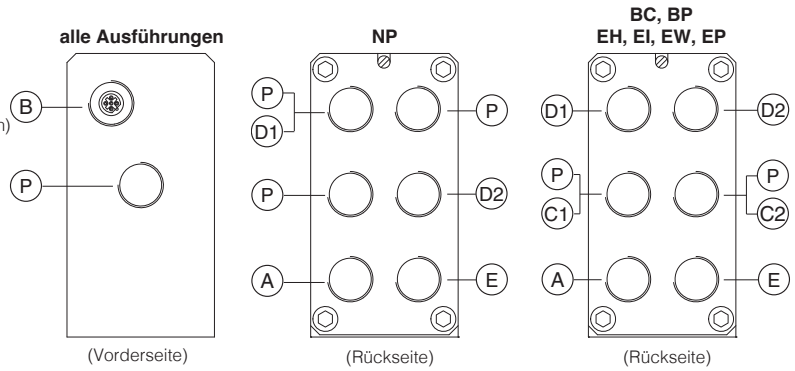 alle Ausführungen
B
n)
P
(Vorderseite)
NP
P
D1
P
P
D2
A
E
(Rückseite)
BC, BP
EH, EI, EW, EP
D1
D2
P
C1
P
C2
A
E
(Rückseite)